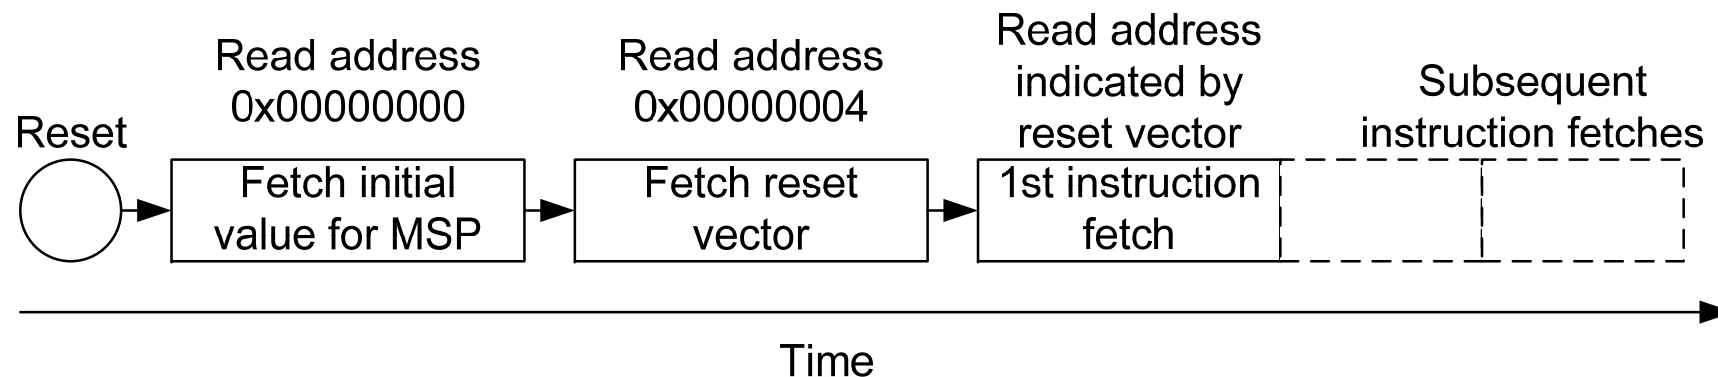 Reset
Read address
0x00000000
Fetch initial
value for MSP
Read address
0x00000004
Fetch reset
vector
Read address
indicated by
reset vector
1st instruction
fetch
Subsequent
instruction fetches
Time